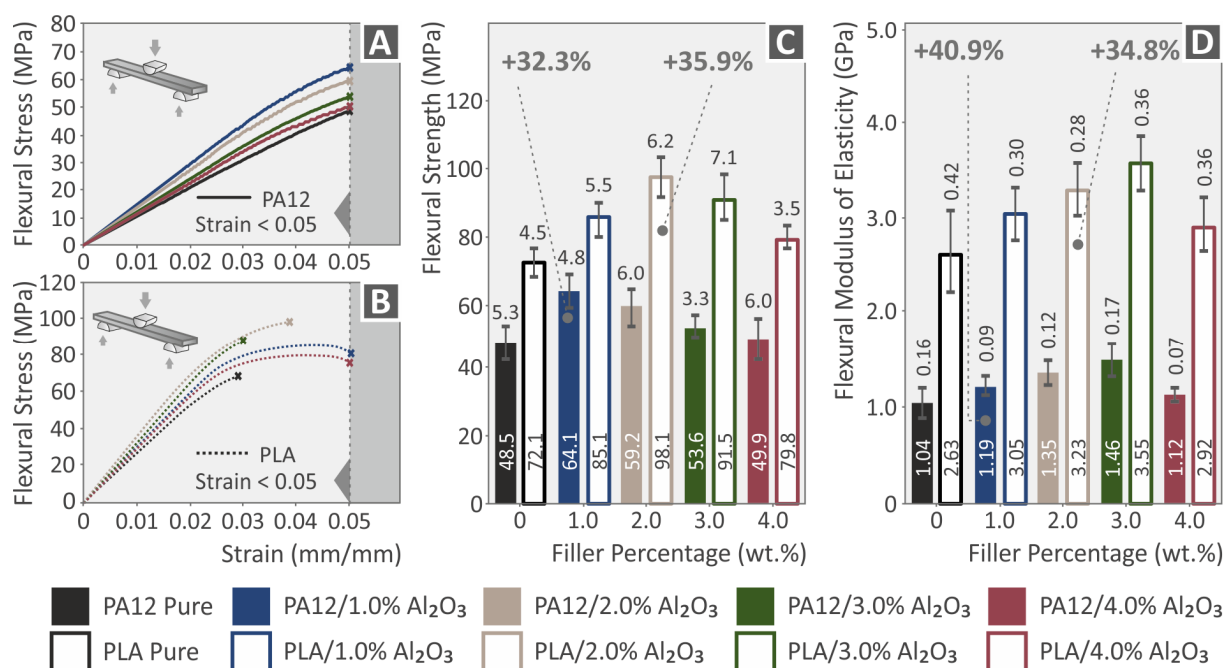 A
Flexural Stress (MPa)
80
70
60
50
40
30
20
10
0
PA12
Strain < 0.05
0 0.01 0.02 0.03 0.04 0.05
B
Flexural Stress (MPa)
120
100
80
60
40
20
0
PLA
Strain < 0.05
0 0.01 0.02 0.03 0.04 0.05
Strain (mm/mm)
C
Flexural Strength (MPa)
120
100
80
60
40
20
0
+32.3%
+35.9%
5.3 4.5 4.8 5.5 6.0 6.2 3.3 7.1 6.0 3.5
48.5 72.1 64.1 85.1 59.2 98.1 53.6 91.5 49.9 79.8
0 1.0 2.0 3.0 4.0
Filler Percentage (wt.%)
D
Flexural Modulus of Elasticity (GPa)
5.0
4.0
3.0
2.0
1.0
0
+40.9%
+34.8%
0.16 0.42 0.09 0.30 0.12 0.28 0.17 0.36 0.07 0.36
1.04 2.63 1.19 3.05 1.35 3.23 1.46 3.55 1.12 2.92
0 1.0 2.0 3.0 4.0
Filler Percentage (wt.%)
PA12 Pure PA12/1.0% Al₂O₃ PA12/2.0% Al₂O₃ PA12/3.0% Al₂O₃ PA12/4.0% Al₂O₃
PLA Pure PLA/1.0% Al₂O₃ PLA/2.0% Al₂O₃ PLA/3.0% Al₂O₃ PLA/4.0% Al₂O₃